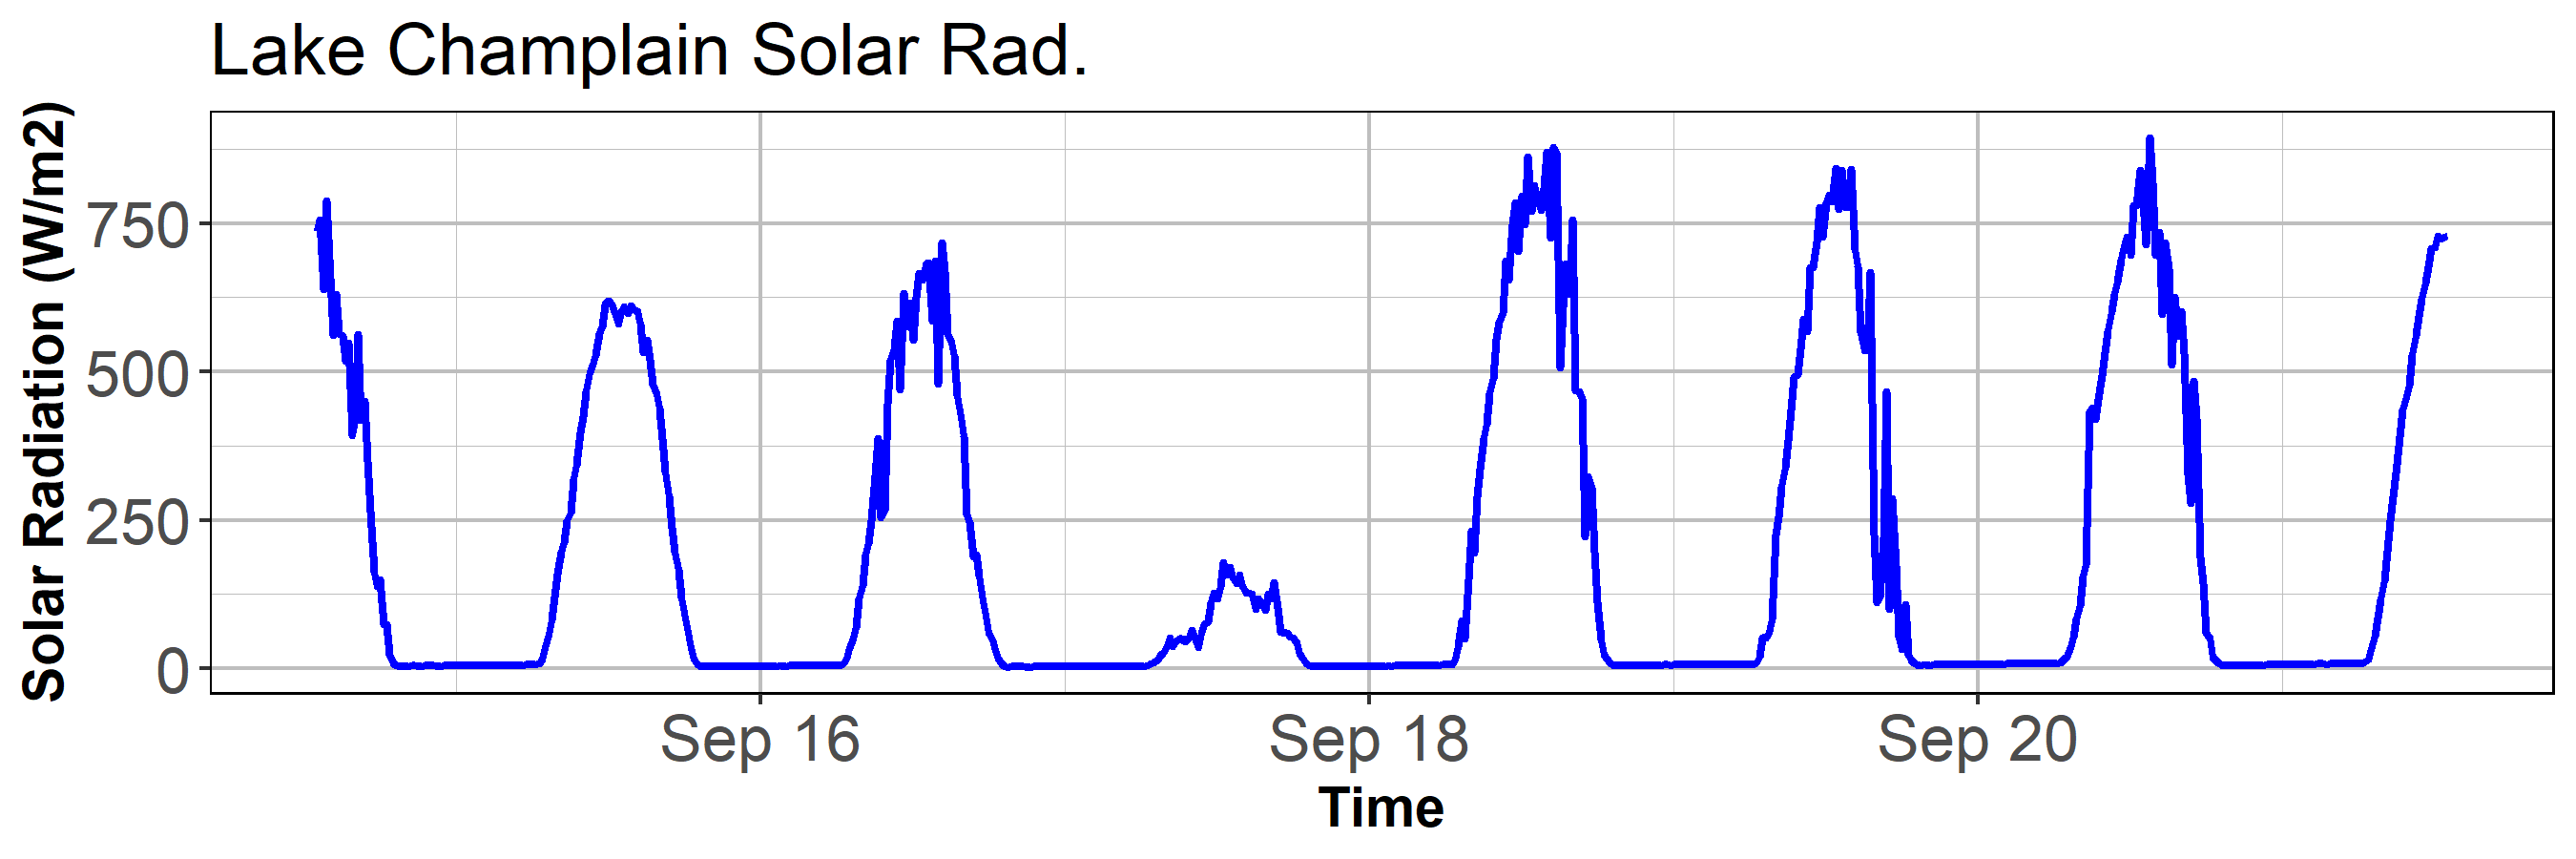 Lake Champlain Solar Rad.
Solar Radiation (W/m2)
750
500
250
0
Sep 16 Sep 18 Sep 20
Time